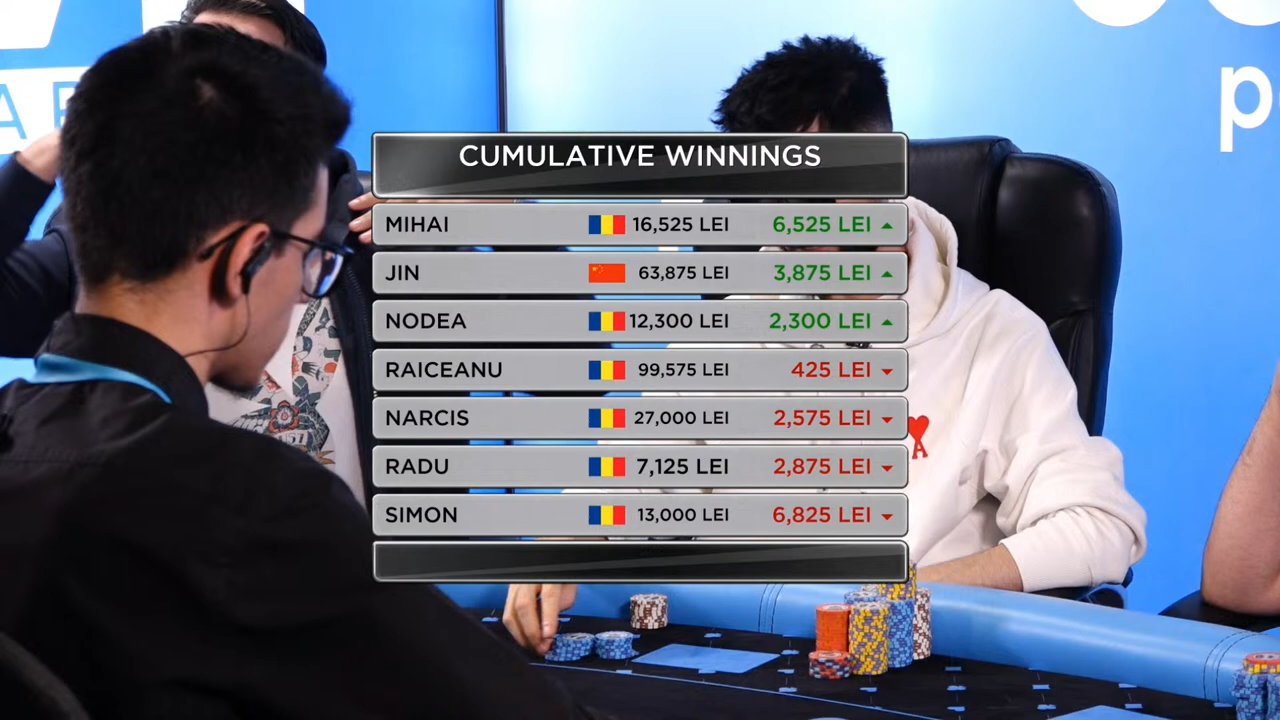 CUMULATIVE WINNINGS
MIHAI 16,525 LEI 6,525 LEI
JIN 63,875 LEI 3,875 LEI
NODEA 12,300 LEI 2,300 LEI
RAICEANU 99,575 LEI 425 LEI
NARCIS 27,000 LEI 2,575 LEI
RADU 7,125 LEI 2,875 LEI
SIMON 13,000 LEI 6,825 LEI